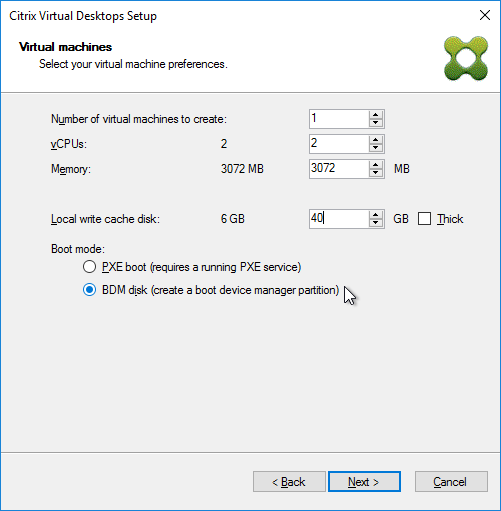 Citrix Virtual Desktops Setup
Virtual machines
Select your virtual machine preferences.
Number of virtual machines to create: 1
vCPUs: 2 2
Memory: 3072 MB 3072 MB
Local write cache disk: 6 GB 40 GB Thick
Boot mode:
PXE boot (requires a running PXE service)
BDM disk (create a boot device manager partition)
< Back Next > Cancel